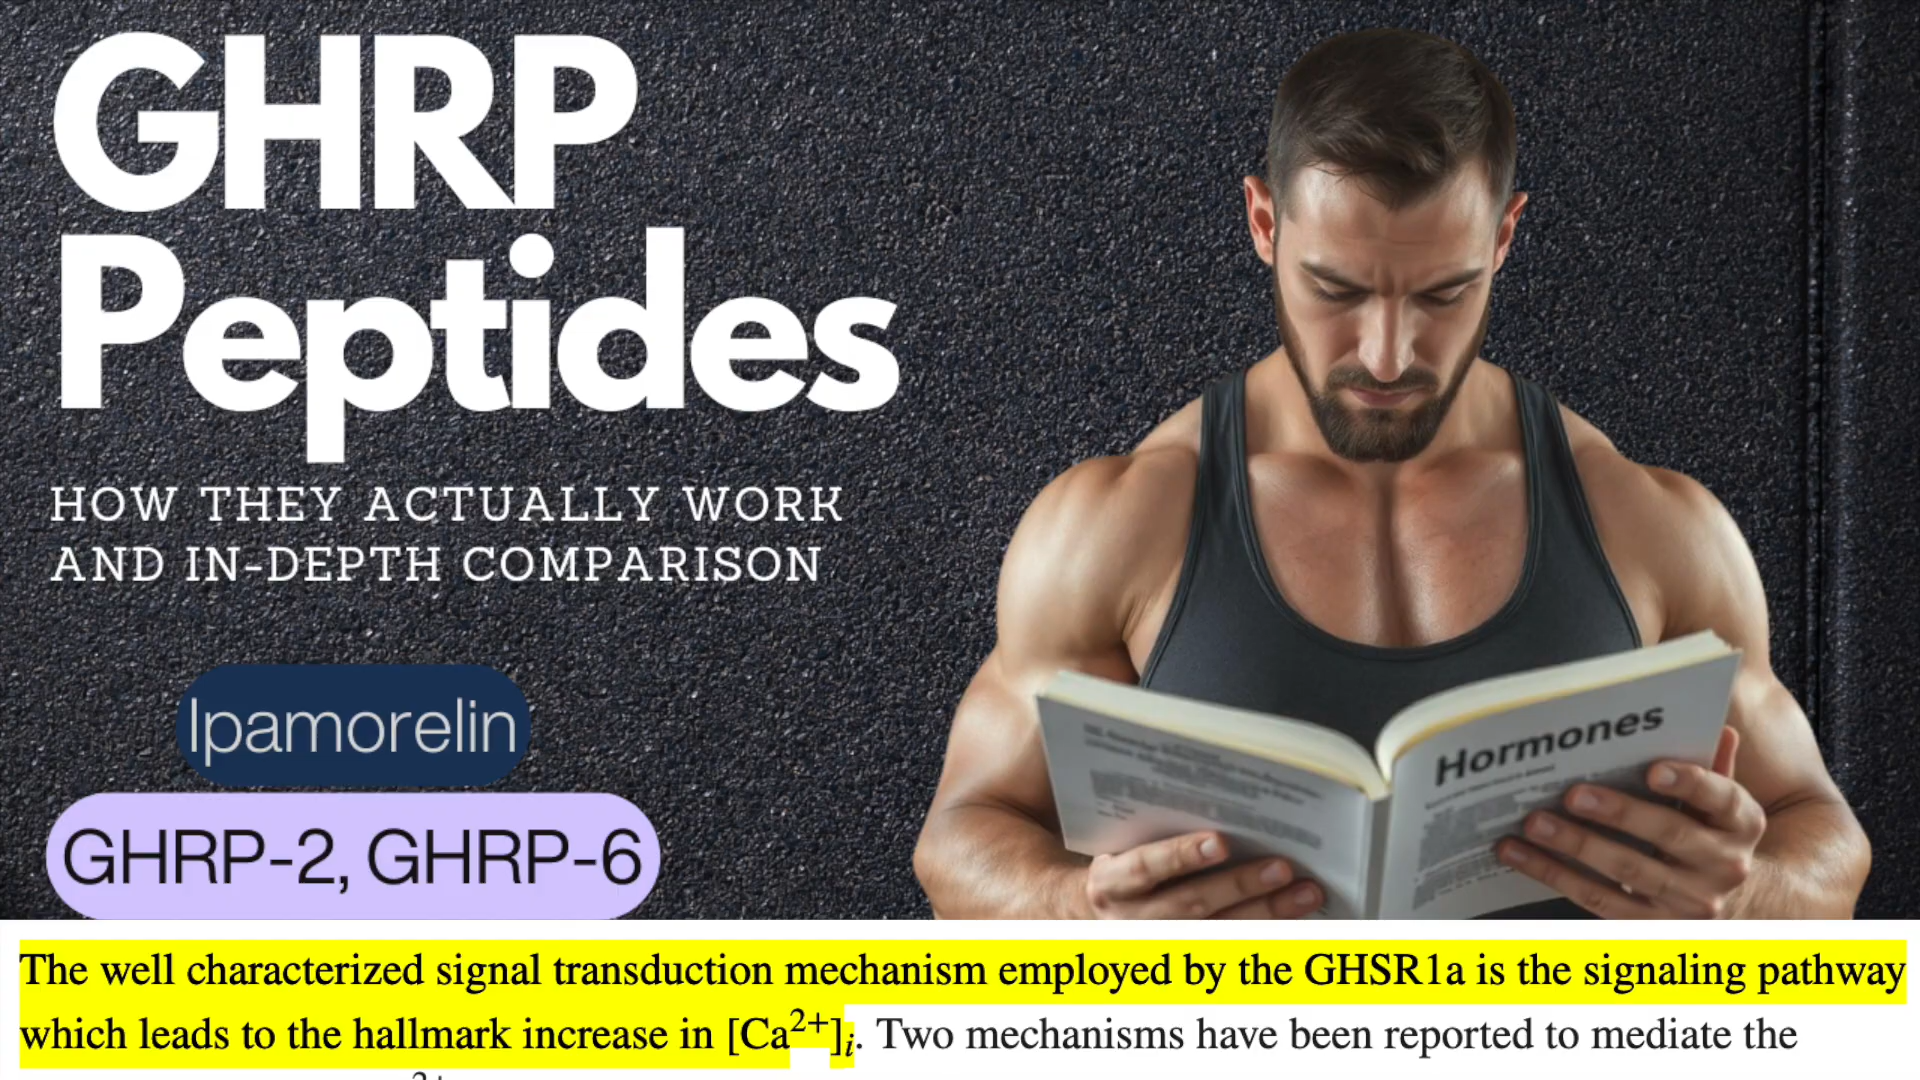 GHRP
Peptides
HOW THEY ACTUALLY WORK
AND IN-DEPTH COMPARISON
Ipamorelin
GHRP-2, GHRP-6
Hormones
The well characterized signal transduction mechanism employed by the GHSR1a is the signaling pathway
which leads to the hallmark increase in [Ca²⁺]ᵢ. Two mechanisms have been reported to mediate the